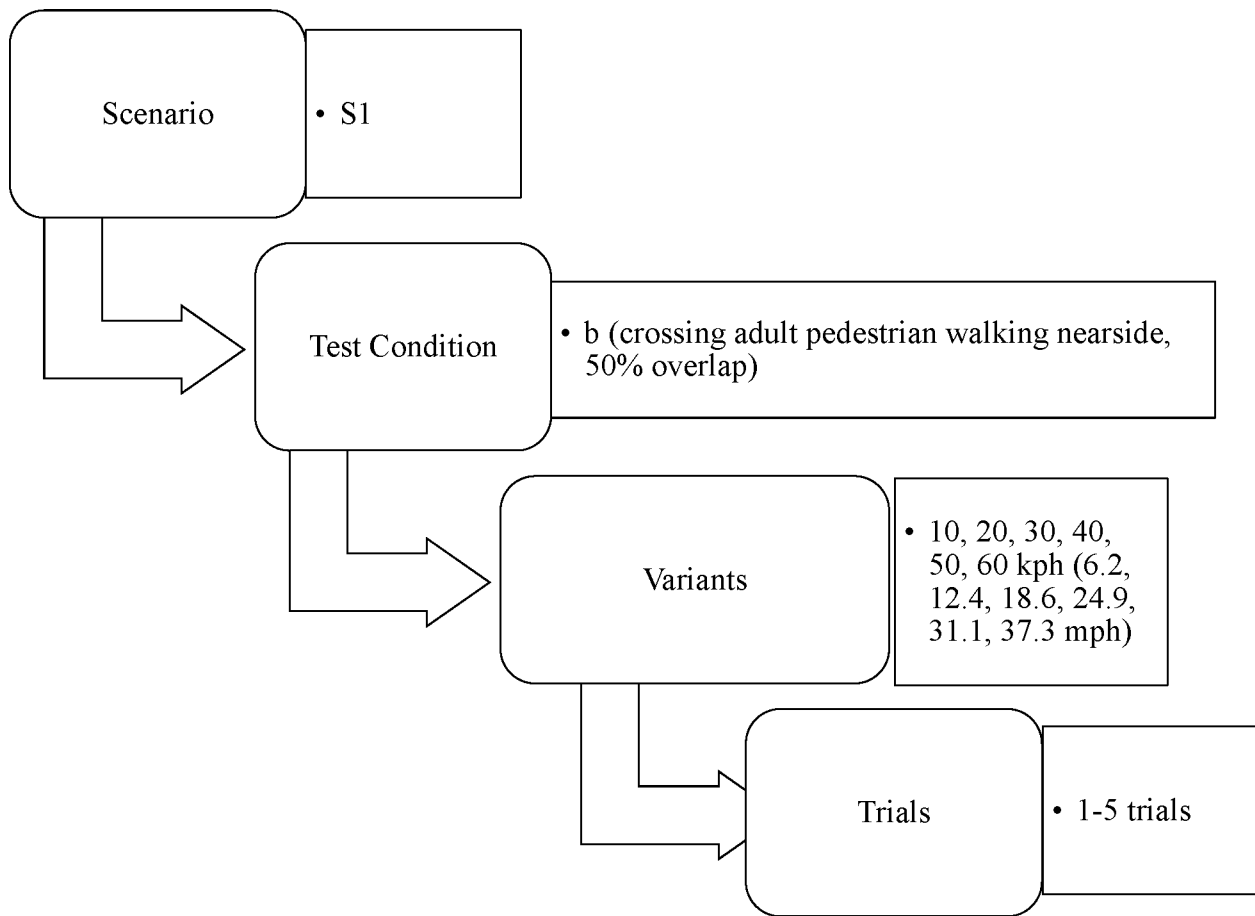 Scenario
• S1
Test Condition
• b (crossing adult pedestrian walking nearside,
50% overlap)
Variants
• 10, 20, 30, 40,
50, 60 kph (6.2,
12.4, 18.6, 24.9,
31.1, 37.3 mph)
Trials
• 1-5 trials